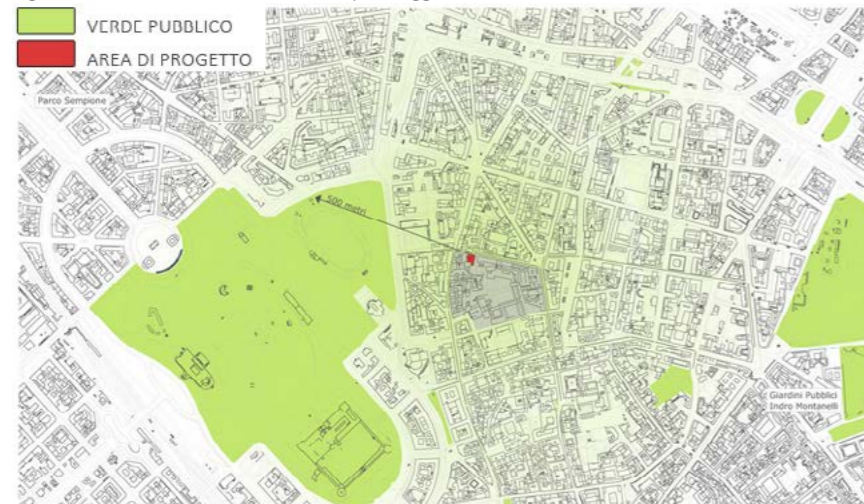 VERDE PUBBLICO
AREA DI PROGETTO
Parco Sempione
500 metri
Giardini Pubblici
Indro Montanelli